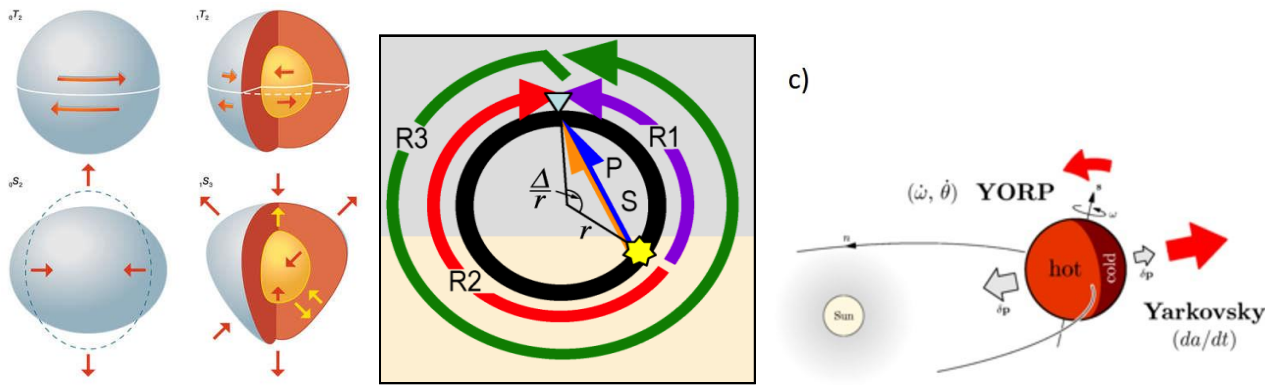 ₀T₂
₁T₂
₀S₂
₁S₃
R3
R1
P
S
Δ
r
r
R2
c)
(ω̇, θ̇) YORP
s
ω
n
hot
cold
δp
δp
Sun
Yarkovsky
(da/dt)